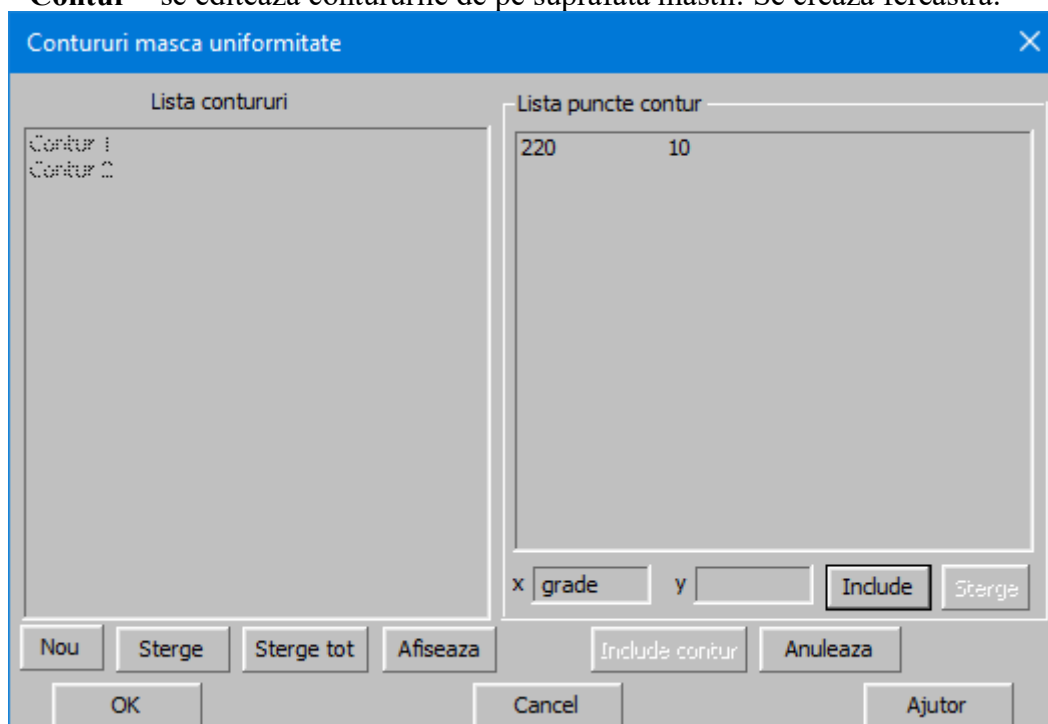 Contur – se editeaza contururile de pe suprafata mastii. Se creaza fereastra:
Contururi masca uniformitate
Lista contururi
Lista puncte contur
Contur 1
Contur 2
220 10
x grade y Include Sterge
Nou Sterge Sterge tot Afiseaza Include contur Anuleaza
OK Cancel Ajutor